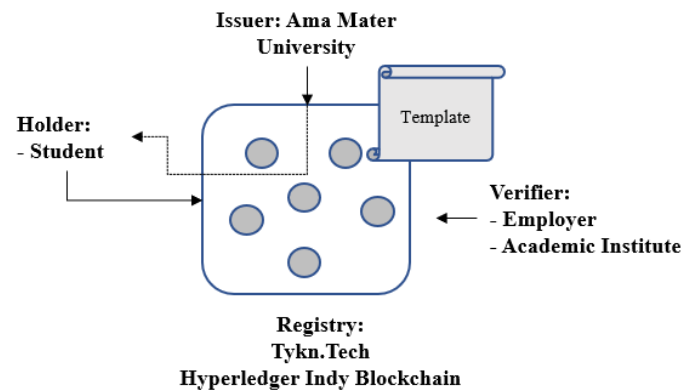 Issuer: Ama Mater
University
Template
Holder:
- Student
Verifier:
- Employer
- Academic Institute
Registry:
Tykn.Tech
Hyperledger Indy Blockchain